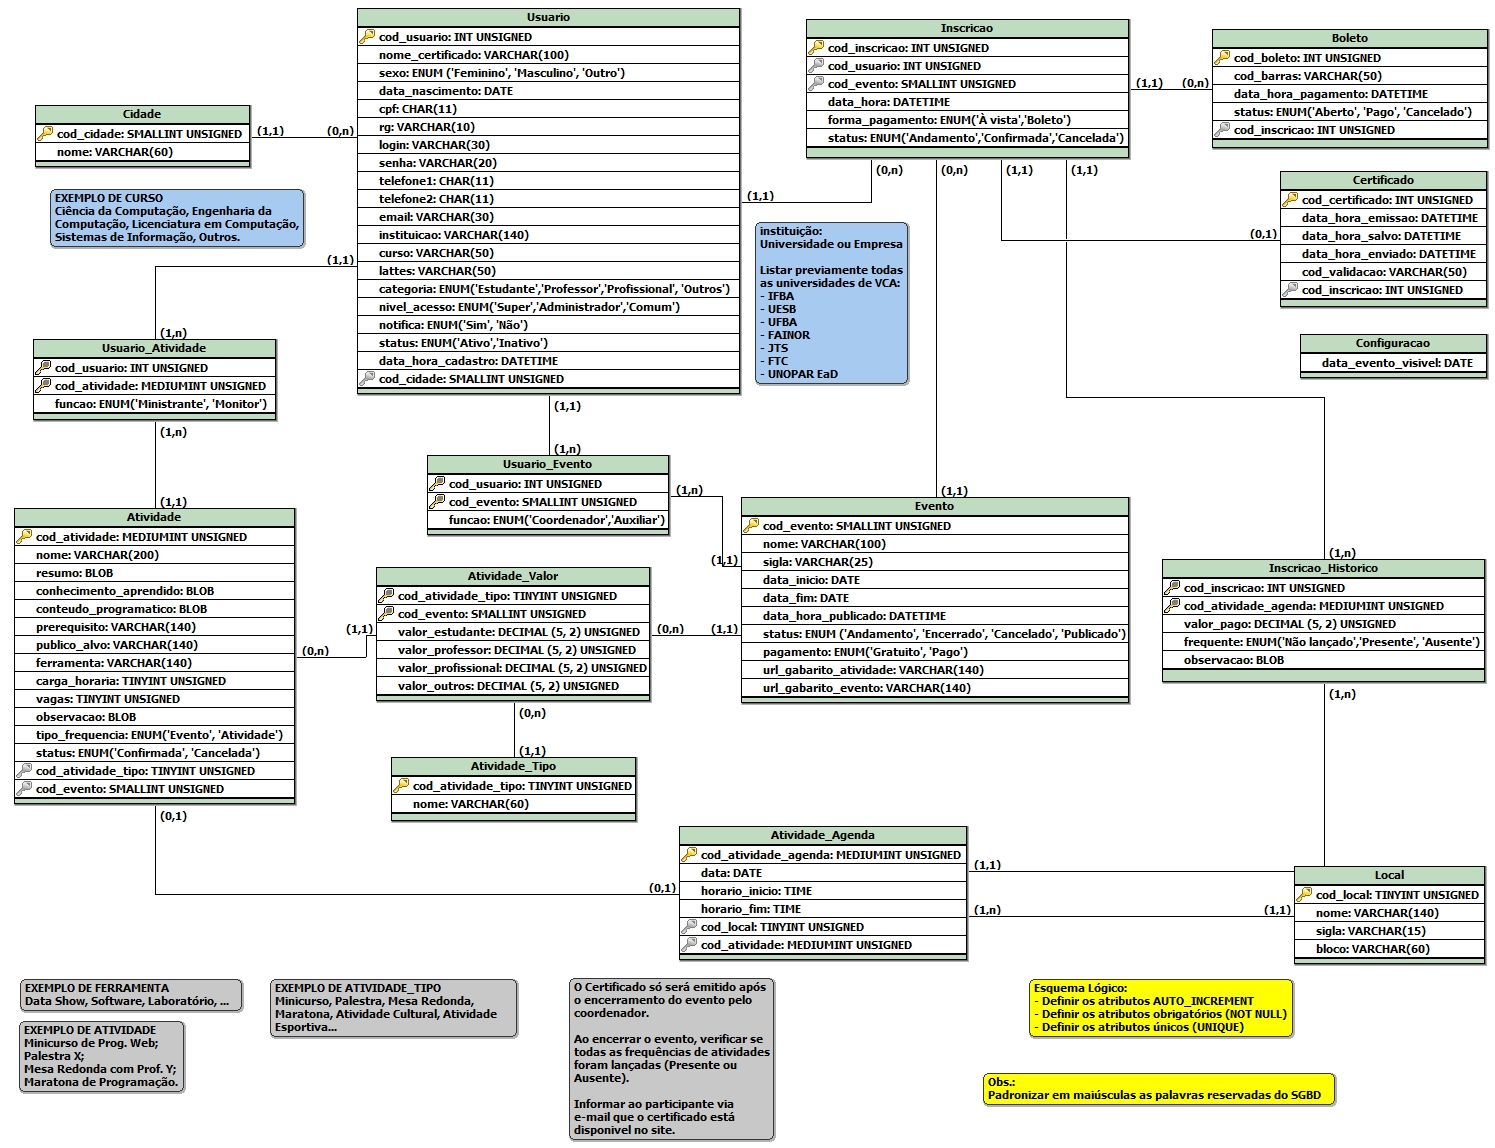 Usuario
cod_usuario: INT UNSIGNED
nome_certificado: VARCHAR(100)
sexo: ENUM ('Feminino', 'Masculino', 'Outro')
data_nascimento: DATE
cpf: CHAR(11)
rg: VARCHAR(10)
login: VARCHAR(30)
senha: VARCHAR(20)
telefone1: CHAR(11)
telefone2: CHAR(11)
email: VARCHAR(30)
instituicao: VARCHAR(140)
curso: VARCHAR(50)
lattes: VARCHAR(50)
categoria: ENUM('Estudante','Professor','Profissional', 'Outros')
nivel_acesso: ENUM('Super','Administrador','Comum')
notifica: ENUM('Sim', 'Não')
status: ENUM('Ativo','Inativo')
data_hora_cadastro: DATETIME
cod_cidade: SMALLINT UNSIGNED
Inscricao
cod_inscricao: INT UNSIGNED
cod_usuario: INT UNSIGNED
cod_evento: SMALLINT UNSIGNED
data_hora: DATETIME
forma_pagamento: ENUM('À vista','Boleto')
status: ENUM('Andamento','Confirmada','Cancelada')
(1,1)
(0,n)
Boleto
cod_boleto: INT UNSIGNED
cod_barras: VARCHAR(50)
data_hora_pagamento: DATETIME
status: ENUM('Aberto', 'Pago', 'Cancelado')
cod_inscricao: INT UNSIGNED
Cidade
cod_cidade: SMALLINT UNSIGNED
nome: VARCHAR(60)
(1,1)
(0,n)
(0,n)
(0,n)
(1,1)
(1,1)
Certificado
cod_certificado: INT UNSIGNED
data_hora_emissao: DATETIME
data_hora_salvo: DATETIME
data_hora_enviado: DATETIME
cod_validacao: VARCHAR(50)
cod_inscricao: INT UNSIGNED
(0,1)
EXEMPLO DE CURSO
Ciência da Computação, Engenharia da
Computação, Licenciatura em Computação,
Sistemas de Informação, Outros.
(1,1)
(1,1)
instituição:
Universidade ou Empresa
Listar previamente todas
as universidades de VCA:
- IFBA
- UESB
- UFBA
- FAINOR
- JTS
- FTC
- UNOPAR EaD
Configuracao
data_evento_visivel: DATE
(1,n)
Usuario_Atividade
cod_usuario: INT UNSIGNED
cod_atividade: MEDIUMINT UNSIGNED
funcao: ENUM('Ministrante', 'Monitor')
(1,n)
(1,1)
(1,1)
(1,n)
Usuario_Evento
cod_usuario: INT UNSIGNED
cod_evento: SMALLINT UNSIGNED
funcao: ENUM('Coordenador','Auxiliar')
(1,n)
(1,1)
(1,1)
Evento
cod_evento: SMALLINT UNSIGNED
nome: VARCHAR(100)
sigla: VARCHAR(25)
data_inicio: DATE
data_fim: DATE
data_hora_publicado: DATETIME
status: ENUM ('Andamento', 'Encerrado', 'Cancelado', 'Publicado')
pagamento: ENUM('Gratuito', 'Pago')
url_gabarito_atividade: VARCHAR(140)
url_gabarito_evento: VARCHAR(140)
Atividade
cod_atividade: MEDIUMINT UNSIGNED
nome: VARCHAR(200)
resumo: BLOB
conhecimento_aprendido: BLOB
conteudo_programatico: BLOB
prerequisito: VARCHAR(140)
publico_alvo: VARCHAR(140)
ferramenta: VARCHAR(140)
carga_horaria: TINYINT UNSIGNED
vagas: TINYINT UNSIGNED
observacao: BLOB
tipo_frequencia: ENUM('Evento', 'Atividade')
status: ENUM('Confirmada', 'Cancelada')
cod_atividade_tipo: TINYINT UNSIGNED
cod_evento: SMALLINT UNSIGNED
(0,n)
(1,1)
Atividade_Valor
cod_atividade_tipo: TINYINT UNSIGNED
cod_evento: SMALLINT UNSIGNED
valor_estudante: DECIMAL (5, 2) UNSIGNED
valor_professor: DECIMAL (5, 2) UNSIGNED
valor_profissional: DECIMAL (5, 2) UNSIGNED
valor_outros: DECIMAL (5, 2) UNSIGNED
(0,n)
(1,1)
(0,n)
(1,1)
Atividade_Tipo
cod_atividade_tipo: TINYINT UNSIGNED
nome: VARCHAR(60)
(1,n)
Inscricao_Historico
cod_inscricao: INT UNSIGNED
cod_atividade_agenda: MEDIUMINT UNSIGNED
valor_pago: DECIMAL (5, 2) UNSIGNED
frequente: ENUM('Não lançado','Presente', 'Ausente')
observacao: BLOB
(1,n)
(0,1)
(0,1)
Atividade_Agenda
cod_atividade_agenda: MEDIUMINT UNSIGNED
data: DATE
horario_inicio: TIME
horario_fim: TIME
cod_local: TINYINT UNSIGNED
cod_atividade: MEDIUMINT UNSIGNED
(1,1)
(1,n)
(1,1)
Local
cod_local: TINYINT UNSIGNED
nome: VARCHAR(140)
sigla: VARCHAR(15)
bloco: VARCHAR(60)
EXEMPLO DE FERRAMENTA
Data Show, Software, Laboratório, ...
EXEMPLO DE ATIVIDADE
Minicurso de Prog. Web;
Palestra X;
Mesa Redonda com Prof. Y;
Maratona de Programação.
EXEMPLO DE ATIVIDADE_TIPO
Minicurso, Palestra, Mesa Redonda,
Maratona, Atividade Cultural, Atividade
Esportiva...
O Certificado só será emitido após
o encerramento do evento pelo
coordenador.
Ao encerrar o evento, verificar se
todas as frequências de atividades
foram lançadas (Presente ou
Ausente).
Informar ao participante via
e-mail que o certificado está
disponivel no site.
Esquema Lógico:
- Definir os atributos AUTO_INCREMENT
- Definir os atributos obrigatórios (NOT NULL)
- Definir os atributos únicos (UNIQUE)
Obs.:
Padronizar em maiúsculas as palavras reservadas do SGBD